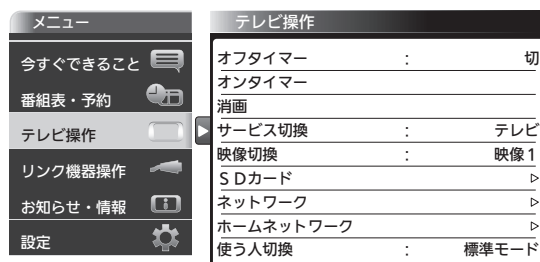 メニュー
今すぐできること
番組表・予約
テレビ操作
リンク機器操作
お知らせ・情報
設定
テレビ操作
オフタイマー : 切
オンタイマー
消画
サービス切換 : テレビ
映像切換 : 映像1
SDカード
ネットワーク
ホームネットワーク
使う人切換 : 標準モード